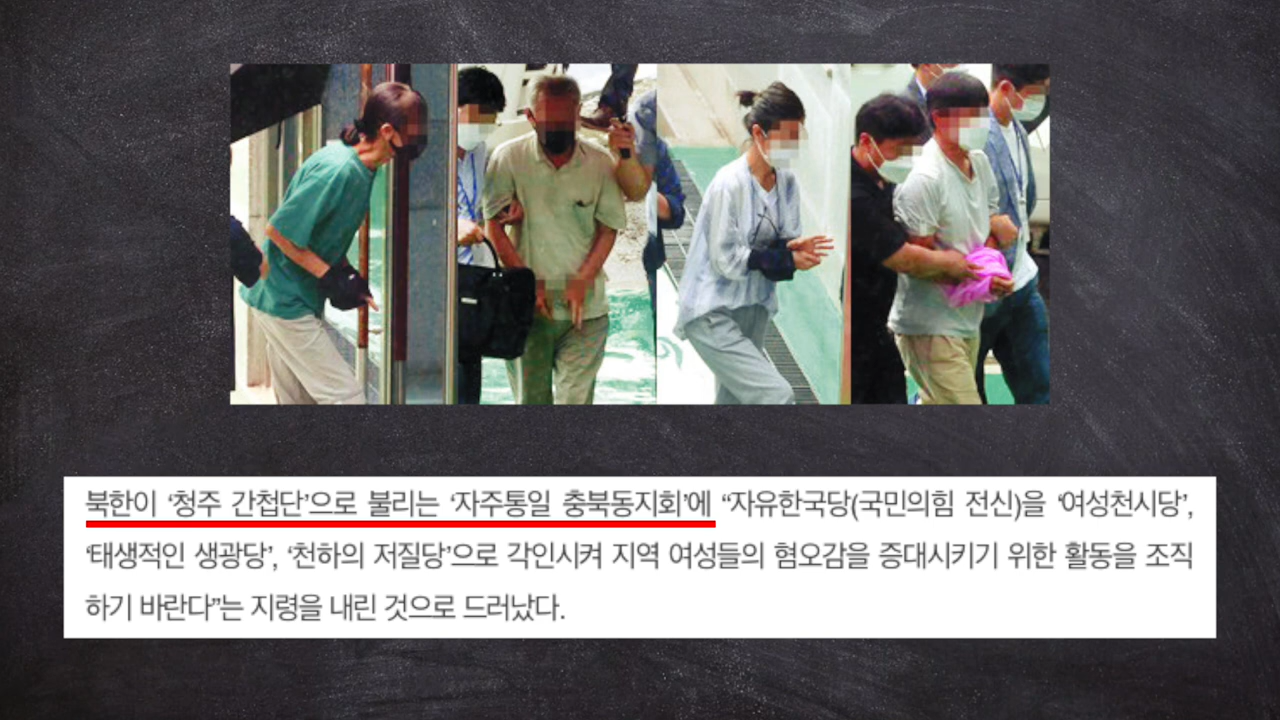 북한이 ‘청주 간첩단’으로 불리는 ‘자주통일 충북동지회’에 “자유한국당(국민의힘 전신)을 ‘여성천시당’,
‘태생적인 색광당’, ‘천하의 저질당’으로 각인시켜 지역 여성들의 혐오감을 증대시키기 위한 활동을 조직
하기 바란다”는 지령을 내린 것으로 드러났다.